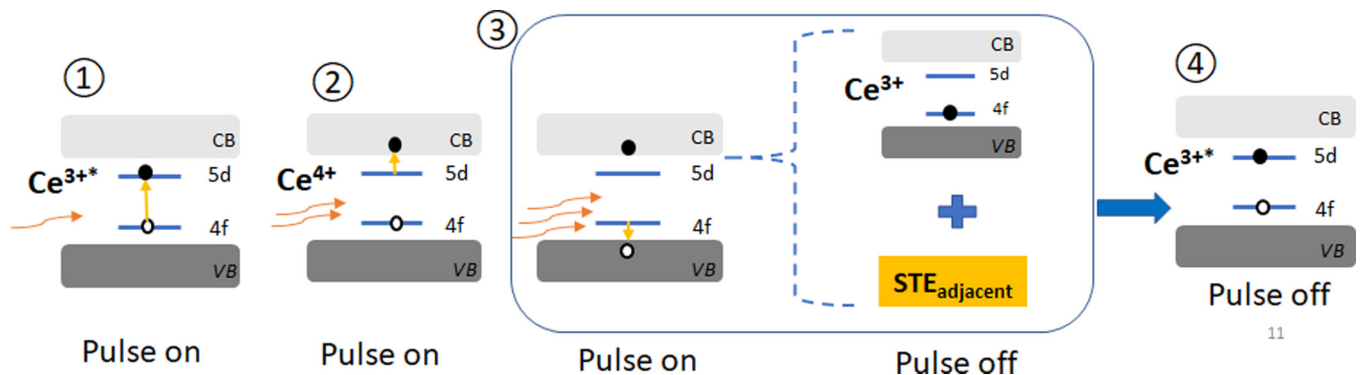 ①
CB
Ce3+*
5d
4f
VB
Pulse on
②
CB
Ce4+
5d
4f
VB
Pulse on
③
CB
5d
4f
VB
Pulse on
CB
Ce3+
5d
4f
VB
STEadjacent
Pulse off
④
CB
Ce3+*
5d
4f
VB
Pulse off
11